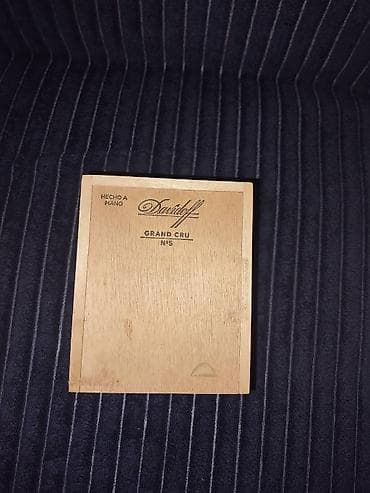 HECHO A
MANO
Davidoff
GRAND CRU
Nº5